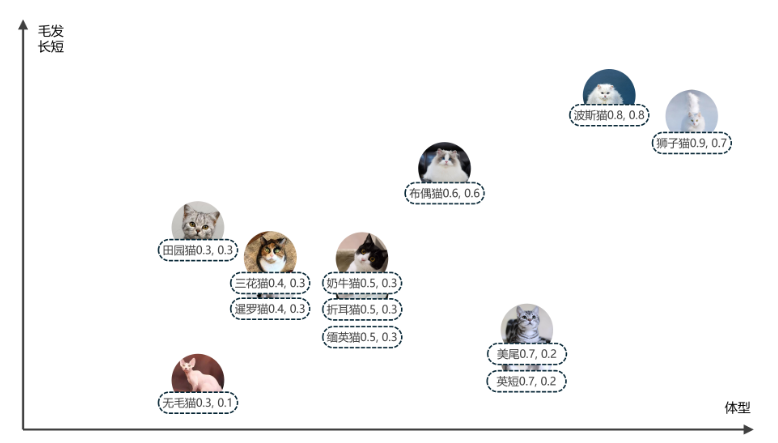 毛发
长短
波斯猫0.8, 0.8
狮子猫0.9, 0.7
布偶猫0.6, 0.6
田园猫0.3, 0.3
三花猫0.4, 0.3
奶牛猫0.5, 0.3
暹罗猫0.4, 0.3
折耳猫0.5, 0.3
缅英猫0.5, 0.3
美尾0.7, 0.2
英短0.7, 0.2
无毛猫0.3, 0.1
体型